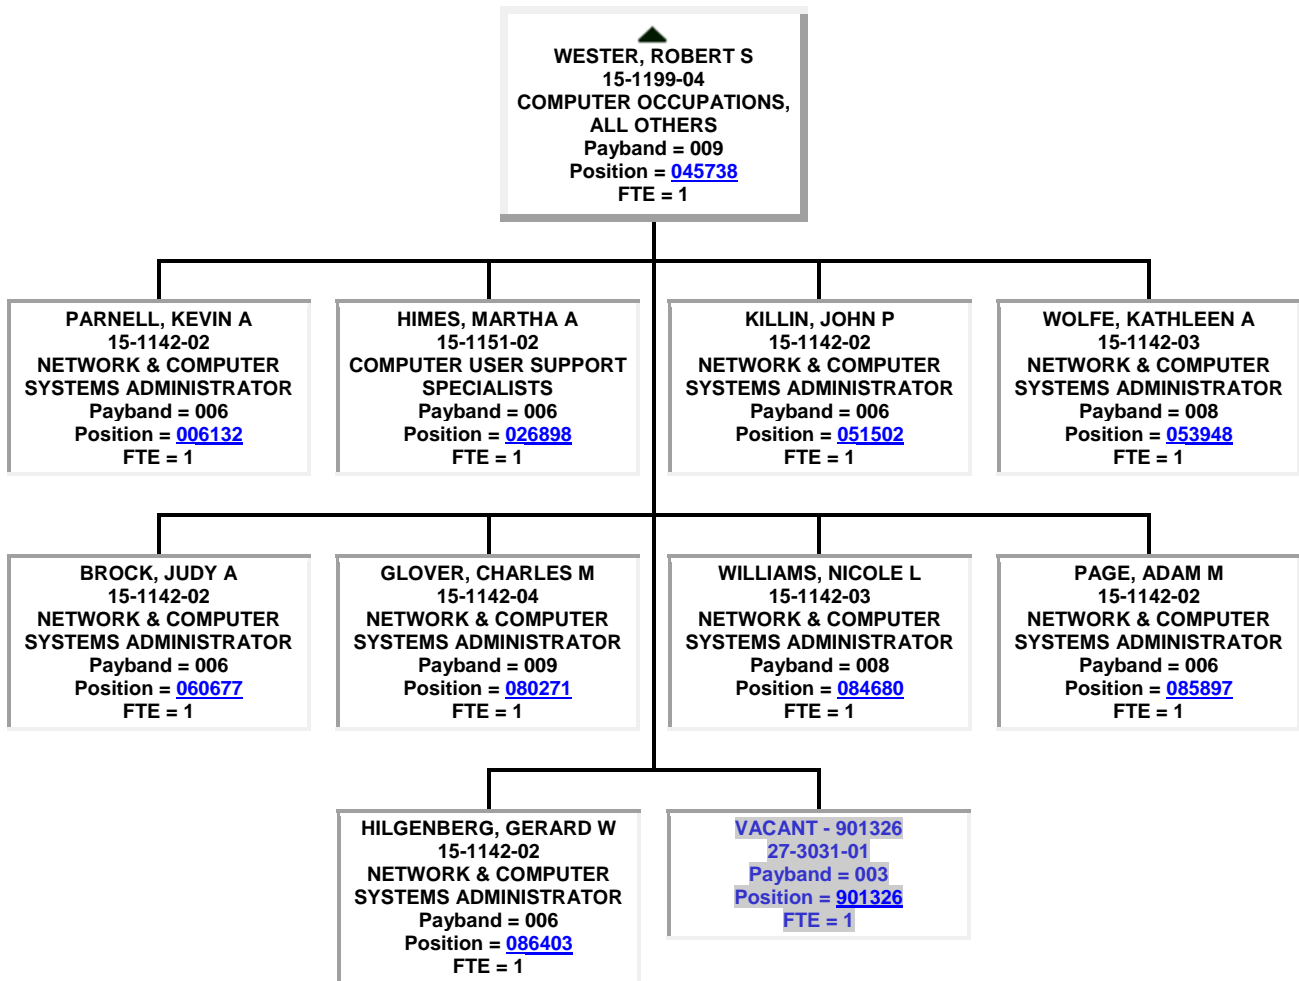 WESTER, ROBERT S
15-1199-04
COMPUTER OCCUPATIONS,
ALL OTHERS
Payband = 009
Position = 045738
FTE = 1
PARNELL, KEVIN A
15-1142-02
NETWORK & COMPUTER
SYSTEMS ADMINISTRATOR
Payband = 006
Position = 006132
FTE = 1
HIMES, MARTHA A
15-1151-02
COMPUTER USER SUPPORT
SPECIALISTS
Payband = 006
Position = 026898
FTE = 1
KILLIN, JOHN P
15-1142-02
NETWORK & COMPUTER
SYSTEMS ADMINISTRATOR
Payband = 006
Position = 051502
FTE = 1
WOLFE, KATHLEEN A
15-1142-03
NETWORK & COMPUTER
SYSTEMS ADMINISTRATOR
Payband = 008
Position = 053948
FTE = 1
BROCK, JUDY A
15-1142-02
NETWORK & COMPUTER
SYSTEMS ADMINISTRATOR
Payband = 006
Position = 060677
FTE = 1
GLOVER, CHARLES M
15-1142-04
NETWORK & COMPUTER
SYSTEMS ADMINISTRATOR
Payband = 009
Position = 080271
FTE = 1
WILLIAMS, NICOLE L
15-1142-03
NETWORK & COMPUTER
SYSTEMS ADMINISTRATOR
Payband = 008
Position = 084680
FTE = 1
PAGE, ADAM M
15-1142-02
NETWORK & COMPUTER
SYSTEMS ADMINISTRATOR
Payband = 006
Position = 085897
FTE = 1
HILGENBERG, GERARD W
15-1142-02
NETWORK & COMPUTER
SYSTEMS ADMINISTRATOR
Payband = 006
Position = 086403
FTE = 1
VACANT - 901326
27-3031-01
Payband = 003
Position = 901326
FTE = 1